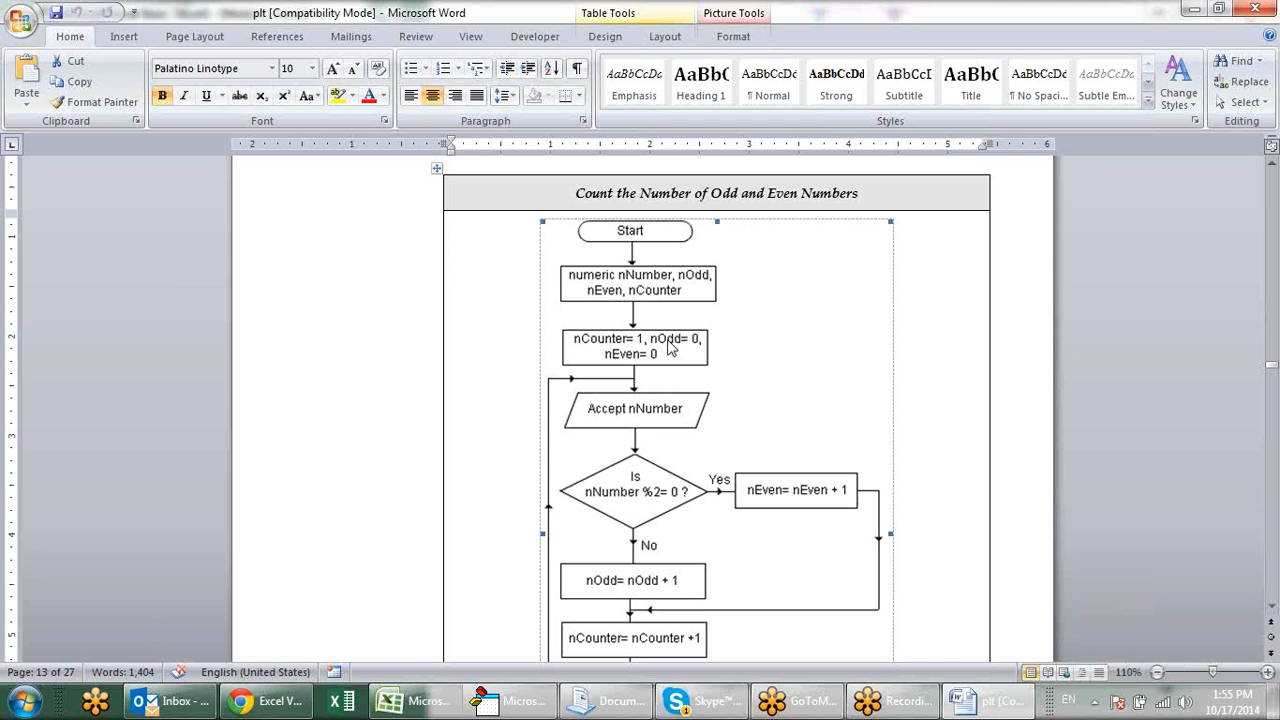 plt [Compatibility Mode] - Microsoft Word
Table Tools
Picture Tools
Home
Insert
Page Layout
References
Mailings
Review
View
Developer
Design
Layout
Format
Paste
Cut
Copy
Format Painter
Clipboard
Palatino Linotype
10
Font
Paragraph
AaBbCcDc
Emphasis
AaBbC
Heading 1
AaBbCcDc
¶ Normal
AaBbCcDd
Strong
AaBbCcI
Subtitle
AaBbC
Title
AaBbCcDc
¶ No Spaci...
AaBbCcDc
Subtle Em...
Change
Styles
Styles
Find
Replace
Select
Editing
Count the Number of Odd and Even Numbers
Start
numeric nNumber, nOdd,
nEven, nCounter
nCounter= 1, nOdd= 0,
nEven= 0
Accept nNumber
Is
nNumber %2= 0 ?
Yes
nEven= nEven + 1
No
nOdd= nOdd + 1
nCounter= nCounter +1
Page: 13 of 27
Words: 1,404
English (United States)
110%
Inbox - ...
Excel V...
Micros...
Micros...
Docum...
Skype™...
GoToM...
Recordi...
plt [Co...
EN
1:55 PM
10/17/2014